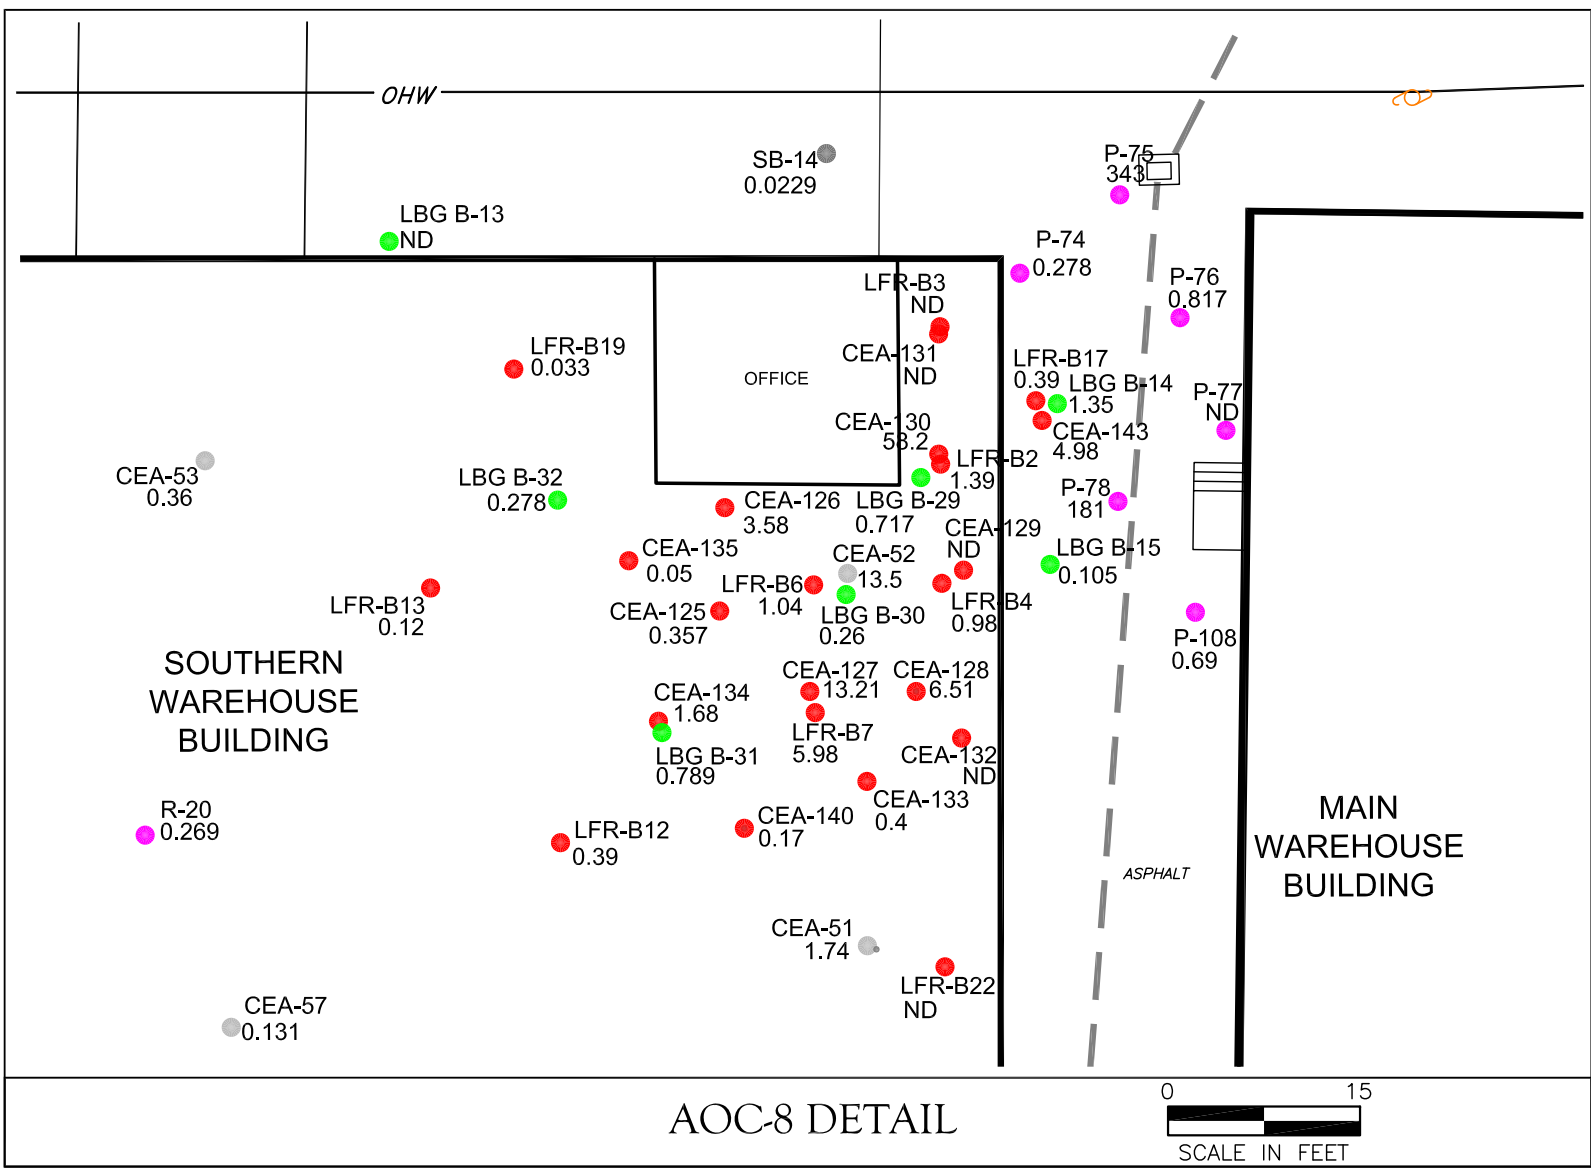 OHW
SB-14
0.0229
P-75
343
LBG B-13
ND
P-74
0.278
P-76
0.817
LFR-B3
ND
CEA-131
ND
LFR-B19
0.033
OFFICE
LFR-B17
0.39
LBG B-14
1.35
P-77
ND
CEA-130
58.2
CEA-143
4.98
LFR-B2
1.39
CEA-53
0.36
LBG B-32
0.278
CEA-126
3.58
LBG B-29
0.717
P-78
181
CEA-129
ND
CEA-135
0.05
CEA-52
13.5
LBG B-15
0.105
LFR-B6
1.04
LFR-B13
0.12
CEA-125
0.357
LBG B-30
0.26
LFR-B4
0.98
P-108
0.69
SOUTHERN
WAREHOUSE
BUILDING
CEA-127
13.21
CEA-128
6.51
CEA-134
1.68
LFR-B7
5.98
LBG B-31
0.789
CEA-132
ND
CEA-133
0.4
R-20
0.269
LFR-B12
0.39
CEA-140
0.17
MAIN
WAREHOUSE
BUILDING
ASPHALT
CEA-51
1.74
LFR-B22
ND
CEA-57
0.131
AOC-8 DETAIL
0 15
SCALE IN FEET